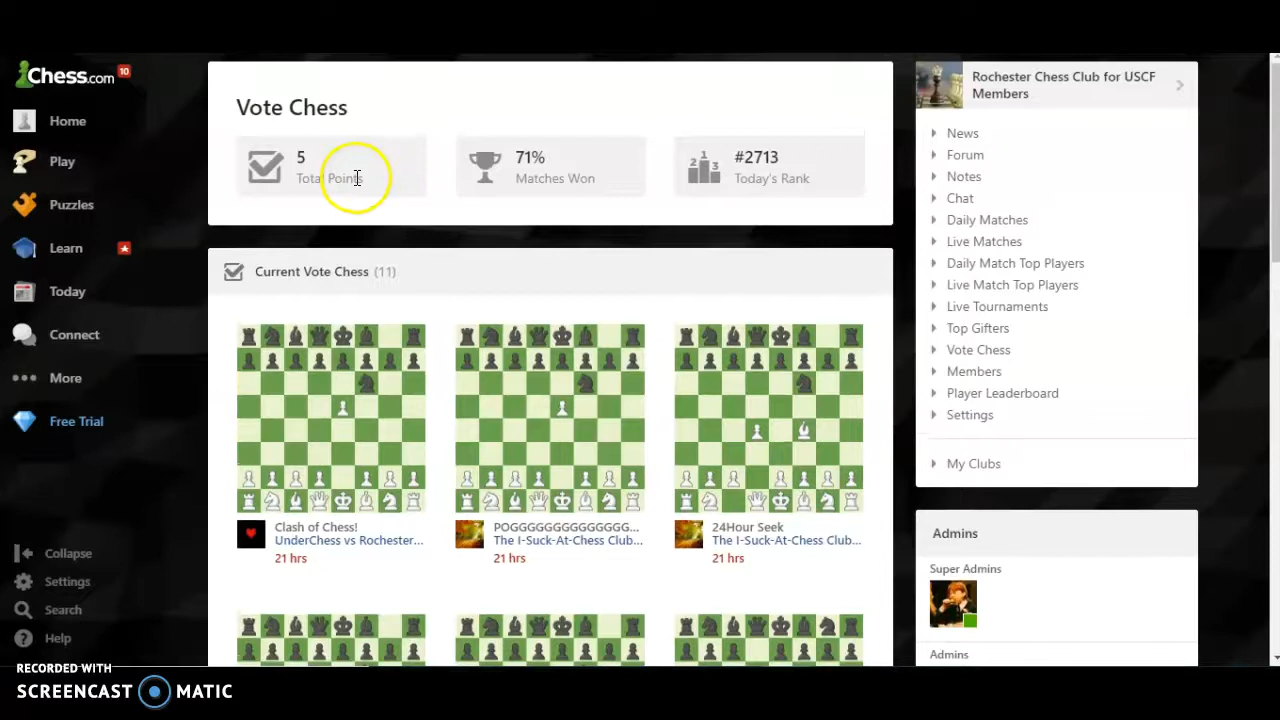 Chess.com
10
Home
Play
Puzzles
Learn
Today
Connect
More
Free Trial
Collapse
Settings
Search
Help
Vote Chess
5
Total Points
71%
Matches Won
1 2 3
#2713
Today's Rank
Current Vote Chess (11)
Clash of Chess!
UnderChess vs Rochester...
21 hrs
POGGGGGGGGGGGGGG...
The I-Suck-At-Chess Club...
21 hrs
24Hour Seek
The I-Suck-At-Chess Club...
21 hrs
Rochester Chess Club for USCF
Members
News
Forum
Notes
Chat
Daily Matches
Live Matches
Daily Match Top Players
Live Match Top Players
Live Tournaments
Top Gifters
Vote Chess
Members
Player Leaderboard
Settings
My Clubs
Admins
Super Admins
Admins
RECORDED WITH
SCREENCAST MATIC